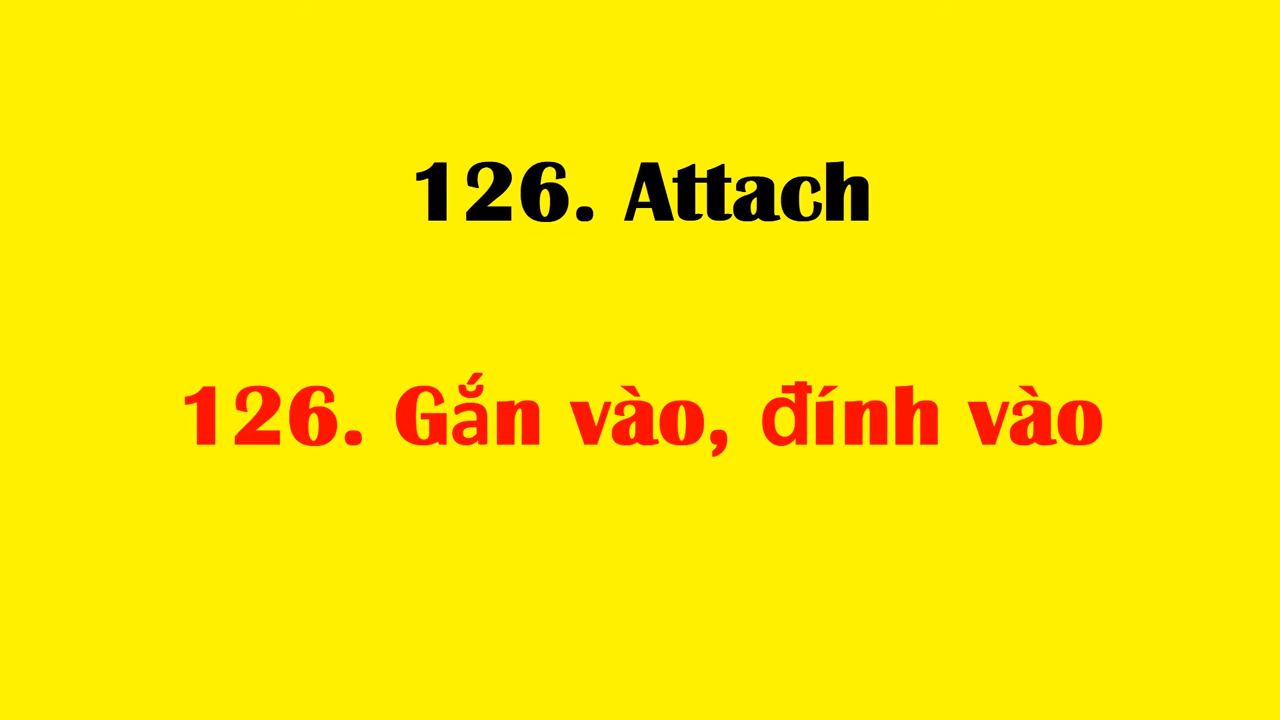 126. Attach
126. Gắn vào, đính vào